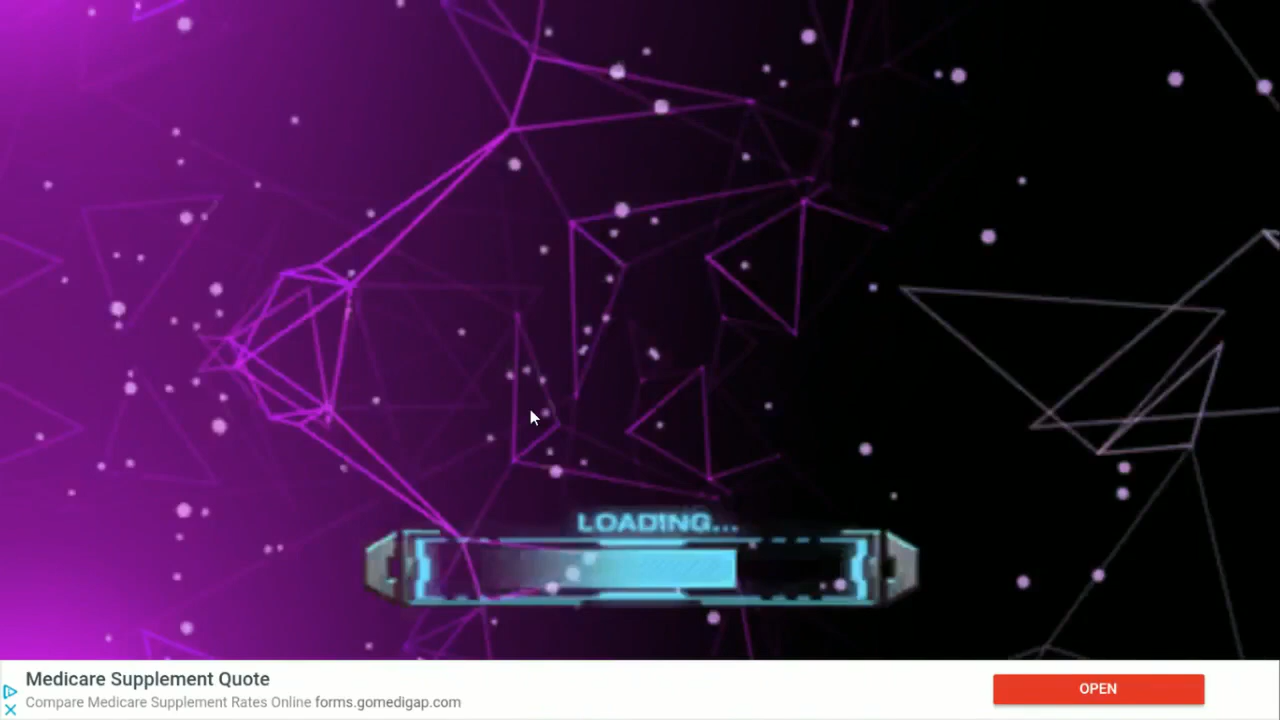 LOADING...
Medicare Supplement Quote
Compare Medicare Supplement Rates Online forms.gomedigap.com
OPEN